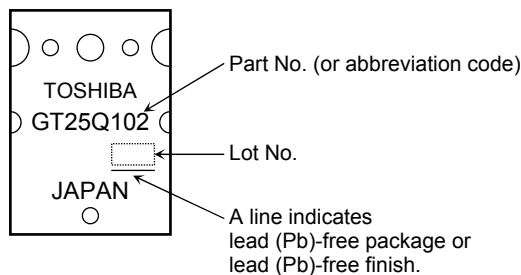 Part No. (or abbreviation code)
TOSHIBA
GT25Q102
Lot No.
JAPAN
A line indicates
lead (Pb)-free package or
lead (Pb)-free finish.